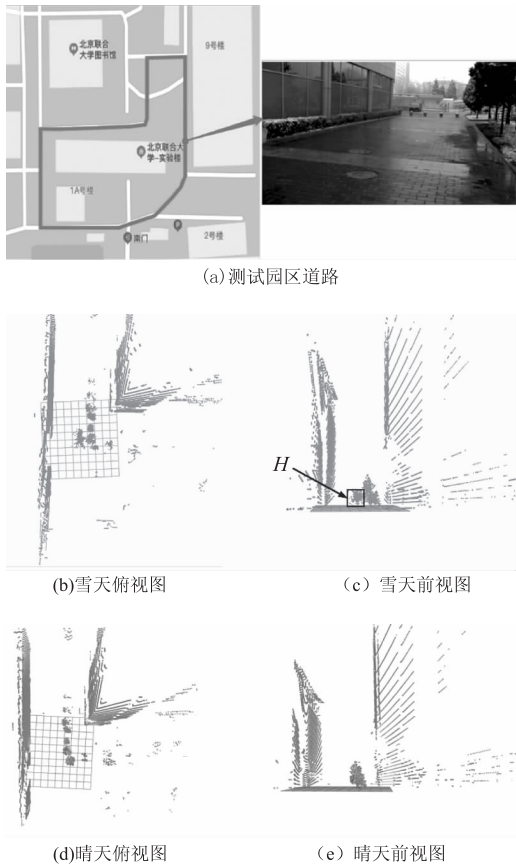 北京联合
大学图书馆
9号楼
北京联合大
学-实验楼
1A号楼
南门
P
2号楼
(a)测试园区道路
H
(b)雪天俯视图
(c)雪天前视图
(d)晴天俯视图
(e)晴天前视图